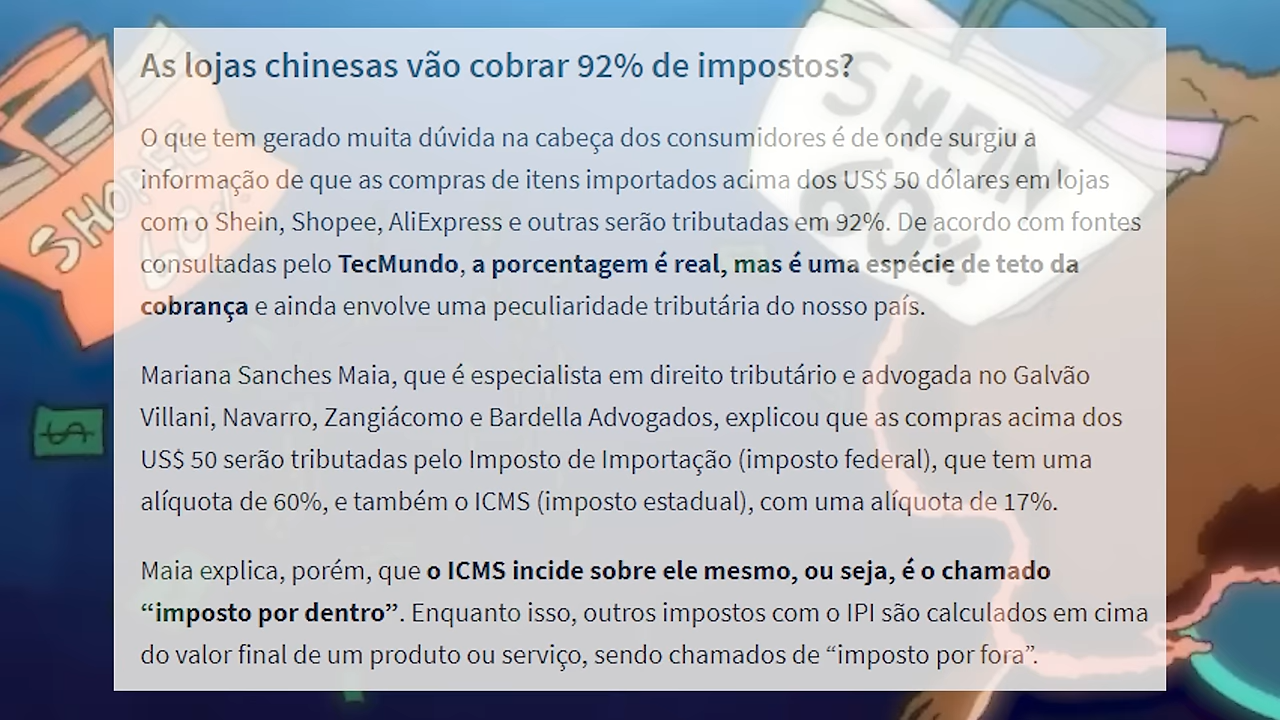 As lojas chinesas vão cobrar 92% de impostos?
O que tem gerado muita dúvida na cabeça dos consumidores é de onde surgiu a
informação de que as compras de itens importados acima dos US$ 50 dólares em lojas
com o Shein, Shopee, AliExpress e outras serão tributadas em 92%. De acordo com fontes
consultadas pelo TecMundo, a porcentagem é real, mas é uma espécie de teto da
cobrança e ainda envolve uma peculiaridade tributária do nosso país.
Mariana Sanches Maia, que é especialista em direito tributário e advogada no Galvão
Villani, Navarro, Zangiácomo e Bardella Advogados, explicou que as compras acima dos
US$ 50 serão tributadas pelo Imposto de Importação (imposto federal), que tem uma
alíquota de 60%, e também o ICMS (imposto estadual), com uma alíquota de 17%.
Maia explica, porém, que o ICMS incide sobre ele mesmo, ou seja, é o chamado
“imposto por dentro”. Enquanto isso, outros impostos com o IPI são calculados em cima
do valor final de um produto ou serviço, sendo chamados de “imposto por fora”.
SHOPEE
60%
SHEIN
60%
$